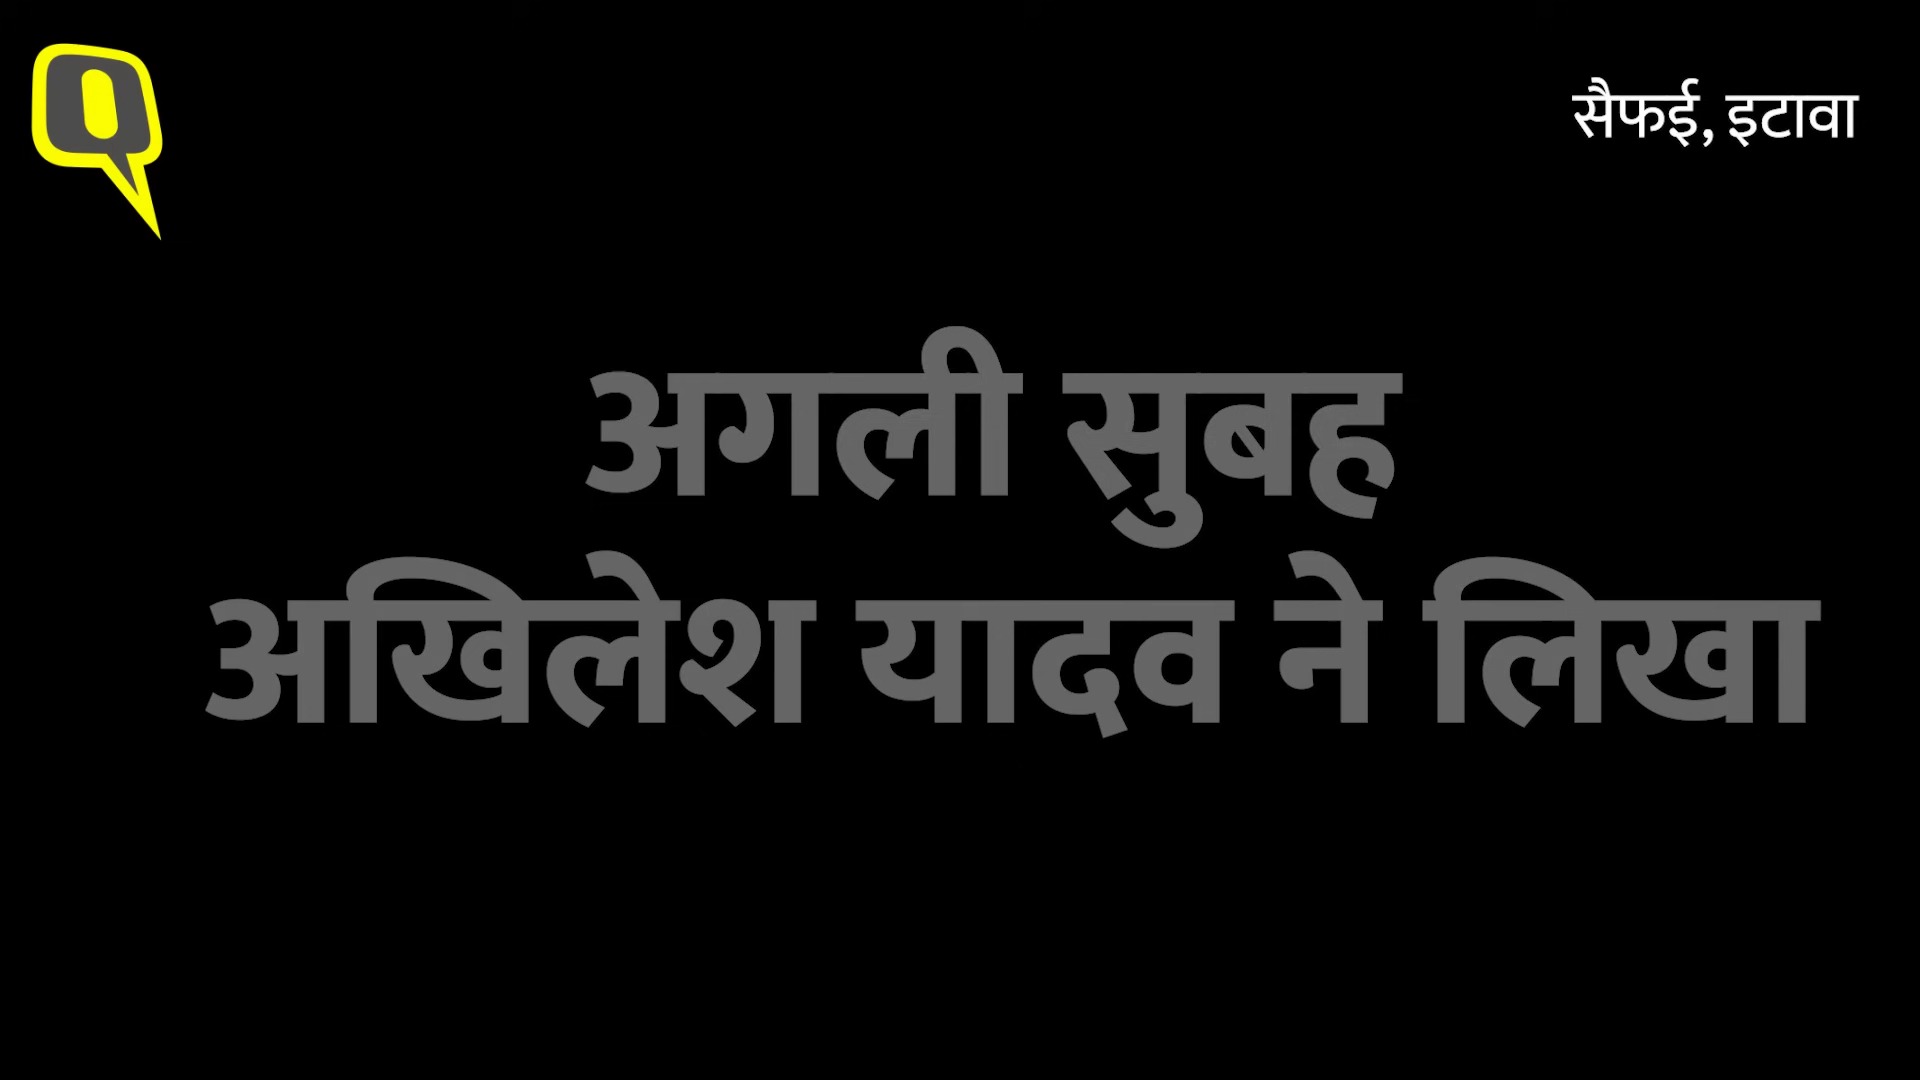 सैफई, इटावा
अगली सुबह
अखिलेश यादव ने लिखा